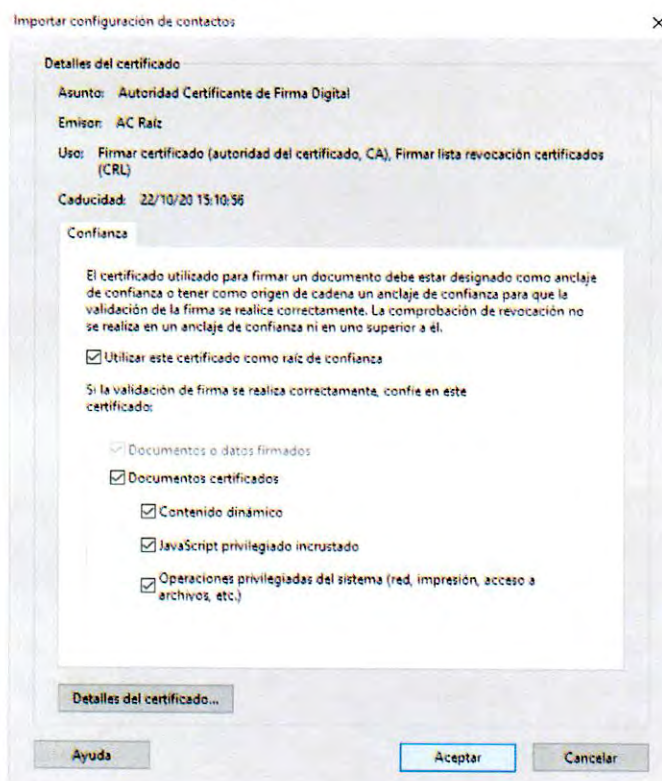 Importar configuración de contactos
Detalles del certificado
Asunto: Autoridad Certificante de Firma Digital
Emisor: AC Raíz
Uso: Firmar certificado (autoridad del certificado, CA), Firmar lista revocación certificados
(CRL)
Caducidad: 22/10/20 15:10:56
Confianza
El certificado utilizado para firmar un documento debe estar designado como anclaje
de confianza o tener como origen de cadena un anclaje de confianza para que la
validación de la firma se realice correctamente. La comprobación de revocación no
se realiza en un anclaje de confianza ni en uno superior a él.
Utilizar este certificado como raíz de confianza
Si la validación de firma se realiza correctamente, confíe en este
certificado:
Documentos o datos firmados
Documentos certificados
Contenido dinámico
JavaScript privilegiado incrustado
Operaciones privilegiadas del sistema (red, impresión, acceso a
archivos, etc.)
Detalles del certificado...
Ayuda
Aceptar
Cancelar